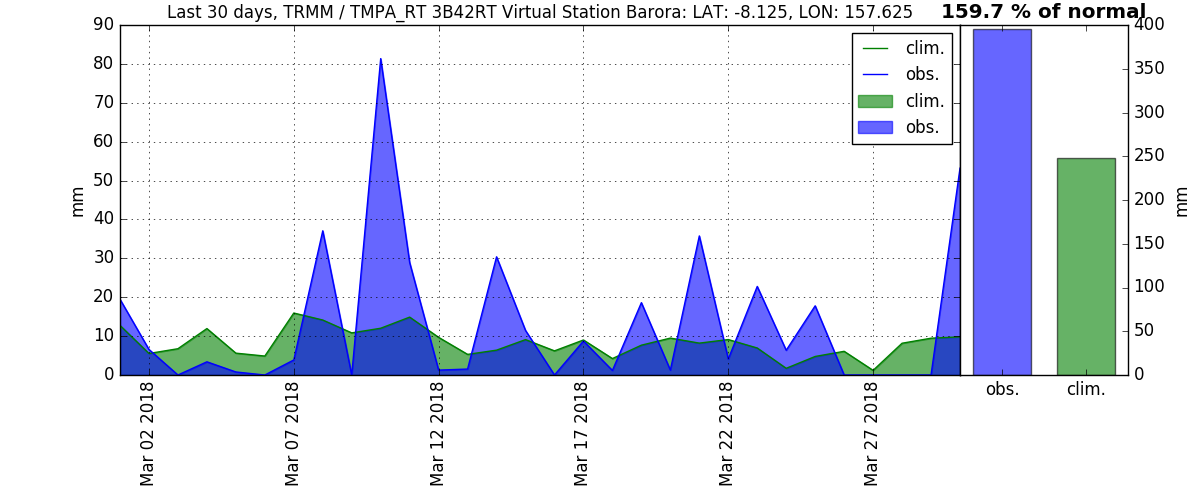 Last 30 days, TRMM / TMPA_RT 3B42RT Virtual Station Barora: LAT: -8.125, LON: 157.625
159.7 % of normal
90
80
70
60
50
40
30
20
10
0
mm
clim.
obs.
clim.
obs.
Mar 02 2018
Mar 07 2018
Mar 12 2018
Mar 17 2018
Mar 22 2018
Mar 27 2018
400
350
300
250
200
150
100
50
0
mm
obs.
clim.